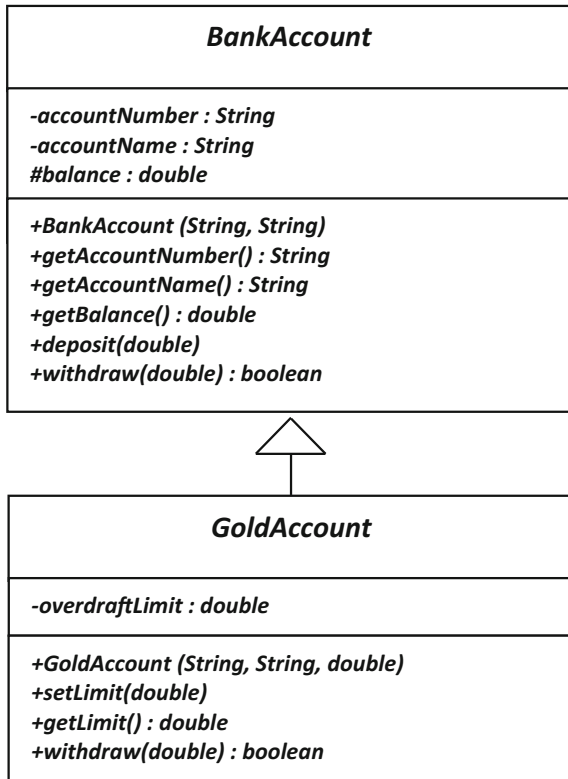 BankAccount
-accountNumber : String
-accountName : String
#balance : double
+BankAccount (String, String)
+getAccountNumber() : String
+getAccountName() : String
+getBalance() : double
+deposit(double)
+withdraw(double) : boolean
GoldAccount
-overdraftLimit : double
+GoldAccount (String, String, double)
+setLimit(double)
+getLimit() : double
+withdraw(double) : boolean